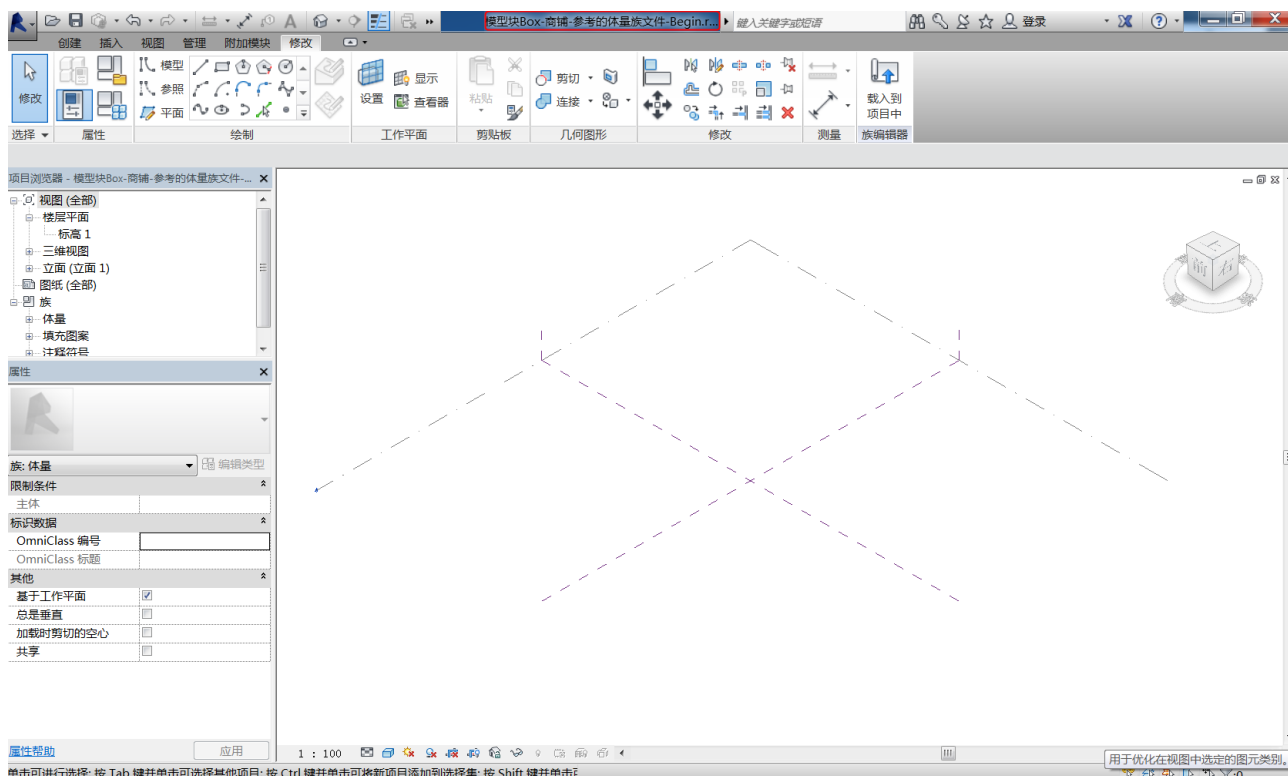 模型块Box-商铺-参考的体量族文件-Begin.r... 键入关键字或短语 登录
创建 插入 视图 管理 附加模块 修改
修改 模型 参照 平面 设置 显示 查看器 粘贴 剪切 连接 载入到 项目中
选择 属性 绘制 工作平面 剪贴板 几何图形 修改 测量 族编辑器
项目浏览器 - 模型块Box-商铺-参考的体量族文件-...
视图 (全部)
楼层平面
标高 1
三维视图
立面 (立面 1)
图纸 (全部)
族
体量
填充图案
注释符号
上
前 右
属性
族: 体量 编辑类型
限制条件
主体
标识数据
OmniClass 编号
OmniClass 标题
其他
基于工作平面
总是垂直
加载时剪切的空心
共享
属性帮助 应用
1 : 100
用于优化在视图中选定的图元类别。
单击可进行选择; 按 Tab 键并单击可选择其他项目; 按 Ctrl 键并单击可将新项目添加到选择集; 按 Shift 键并单击可
:0